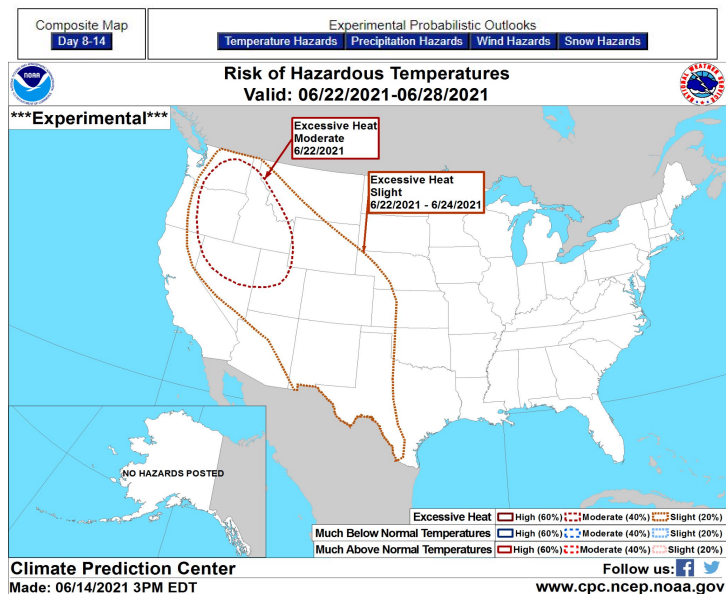 Composite Map
Day 8-14
Experimental Probabilistic Outlooks
Temperature Hazards Precipitation Hazards Wind Hazards Snow Hazards
NOAA
Risk of Hazardous Temperatures
Valid: 06/22/2021-06/28/2021
***Experimental***
Excessive Heat
Moderate
6/22/2021
Excessive Heat
Slight
6/22/2021 - 6/24/2021
NO HAZARDS POSTED
Excessive Heat High (60%) Moderate (40%) Slight (20%)
Much Below Normal Temperatures High (60%) Moderate (40%) Slight (20%)
Much Above Normal Temperatures High (60%) Moderate (40%) Slight (20%)
Climate Prediction Center
Follow us:
Made: 06/14/2021 3PM EDT
www.cpc.ncep.noaa.gov